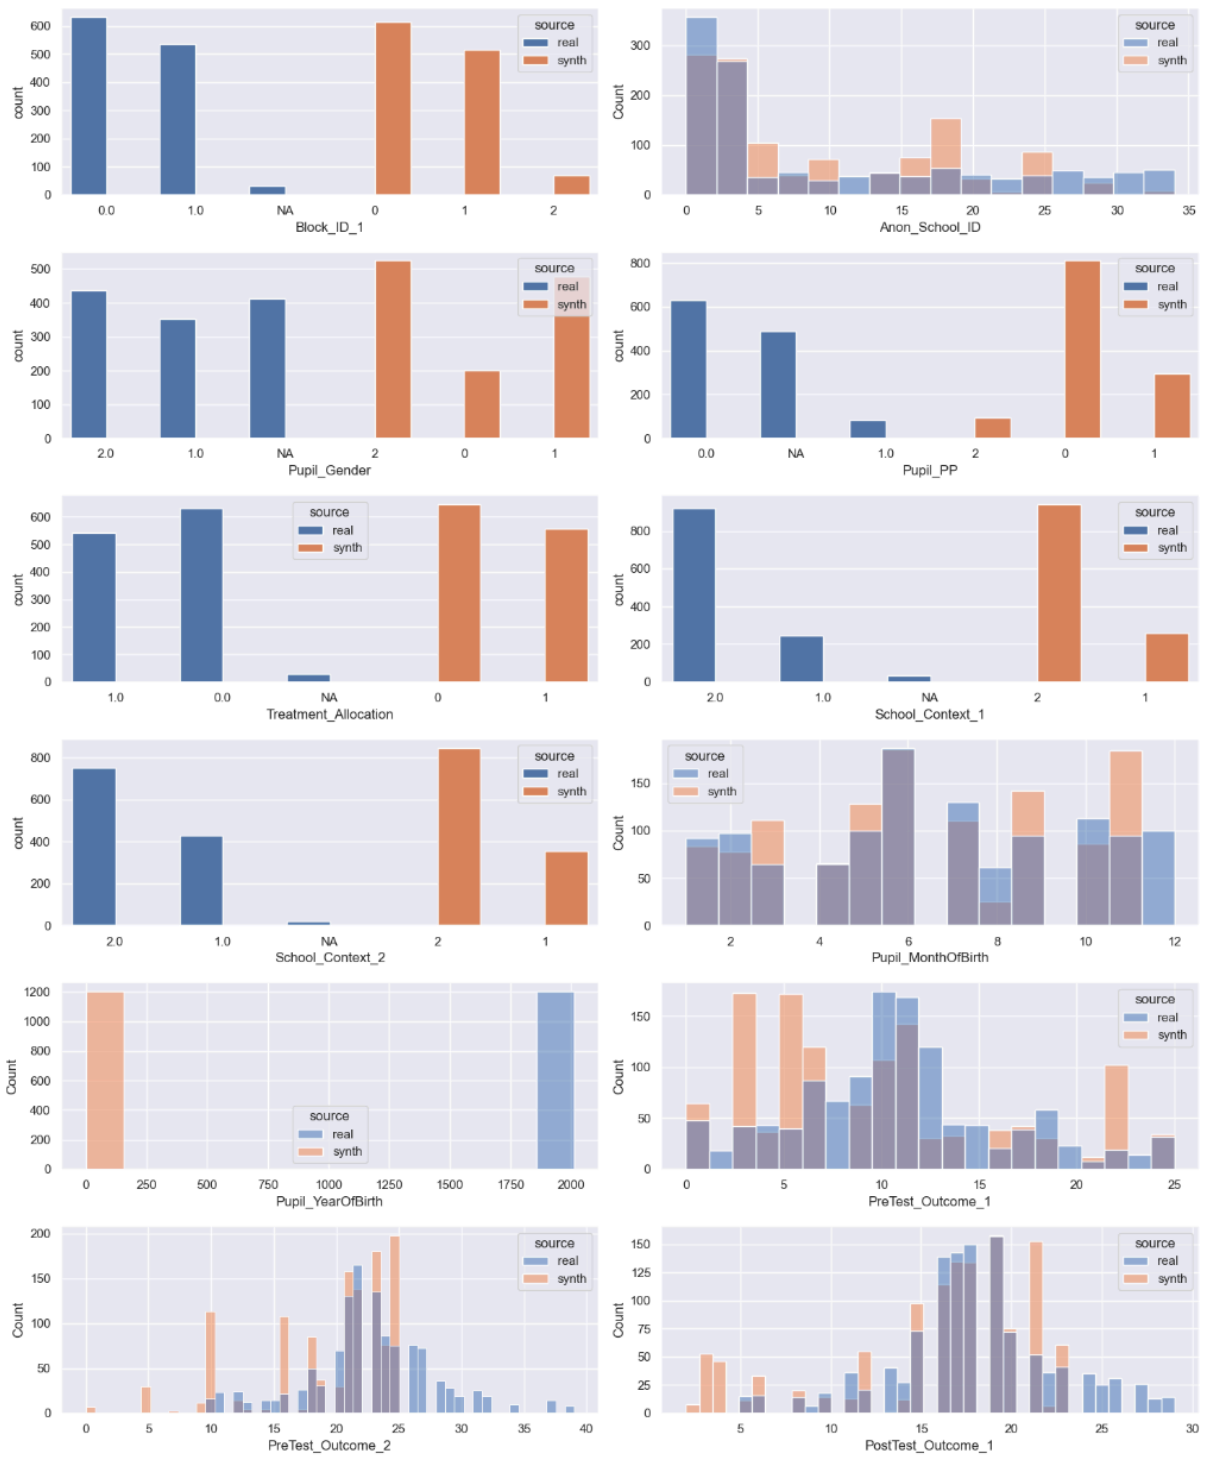 source
real
synth
600
500
400
300
200
100
0
count
0.0 1.0 NA 0 1 2
Block_ID_1
source
real
synth
300
200
100
0
Count
0 5 10 15 20 25 30 35
Anon_School_ID
source
real
synth
500
400
300
200
100
0
count
2.0 1.0 NA 2 0 1
Pupil_Gender
source
real
synth
800
600
400
200
0
count
0.0 NA 1.0 2 0 1
Pupil_PP
source
real
synth
600
500
400
300
200
100
0
count
1.0 0.0 NA 0 1
Treatment_Allocation
source
real
synth
800
600
400
200
0
count
2.0 1.0 NA 2 1
School_Context_1
source
real
synth
800
600
400
200
0
count
2.0 1.0 NA 2 1
School_Context_2
source
real
synth
150
100
50
0
Count
2 4 6 8 10 12
Pupil_MonthOfBirth
1200
1000
800
600
400
200
0
Count
source
real
synth
0 250 500 750 1000 1250 1500 1750 2000
Pupil_YearOfBirth
source
real
synth
150
100
50
0
Count
0 5 10 15 20 25
PreTest_Outcome_1
source
real
synth
200
150
100
50
0
Count
0 5 10 15 20 25 30 35 40
PreTest_Outcome_2
source
real
synth
150
125
100
75
50
25
0
Count
5 10 15 20 25 30
PostTest_Outcome_1